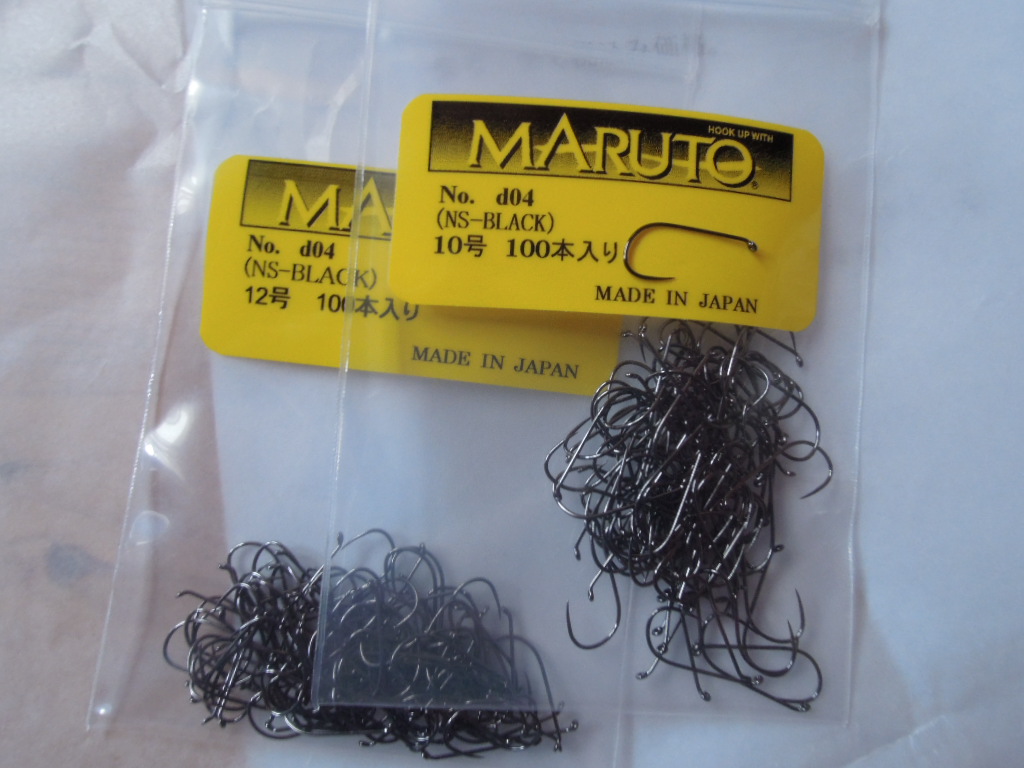 HOOK UP WITH
MARUTO®
No. d04
(NS-BLACK)
10号 100本入り
MADE IN JAPAN
MA
No. d04
(NS-BLACK)
12号 100本入り
MADE IN JAPAN